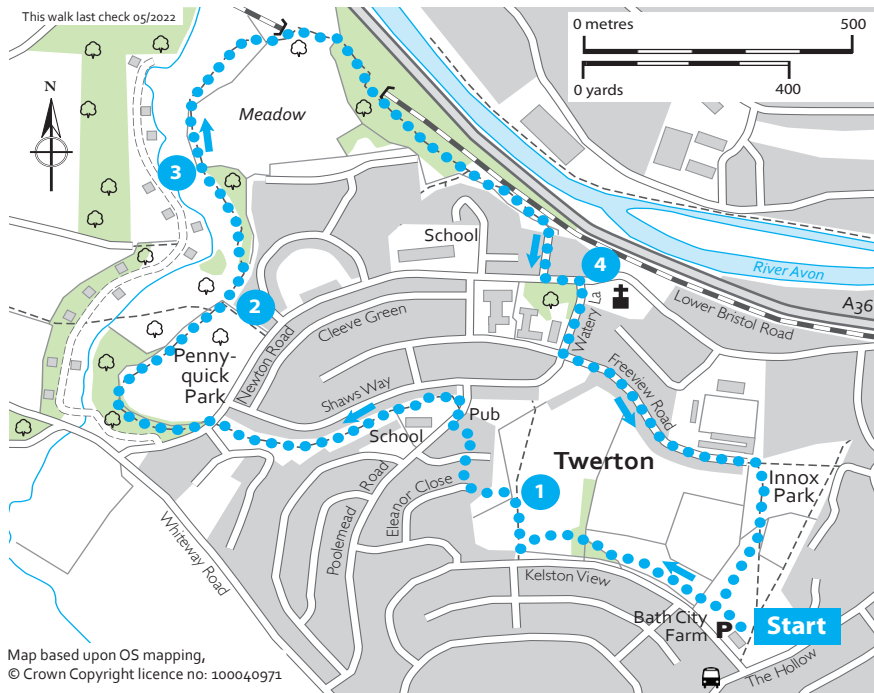 This walk last check 05/2022
0 metres 500
0 yards 400
N
Meadow
3
School
4
River Avon
A36
Lower Bristol Road
2
Watery La
Cleeve Green
Newton Road
Penny-
quick
Park
Freeview Road
Shaws Way
Pub
School
Twerton
Innox
Park
1
Poolemead Road
Eleanor Close
Whiteway Road
Kelston View
Bath City
Farm
P
Start
The Hollow
Map based upon OS mapping,
© Crown Copyright licence no: 100040971